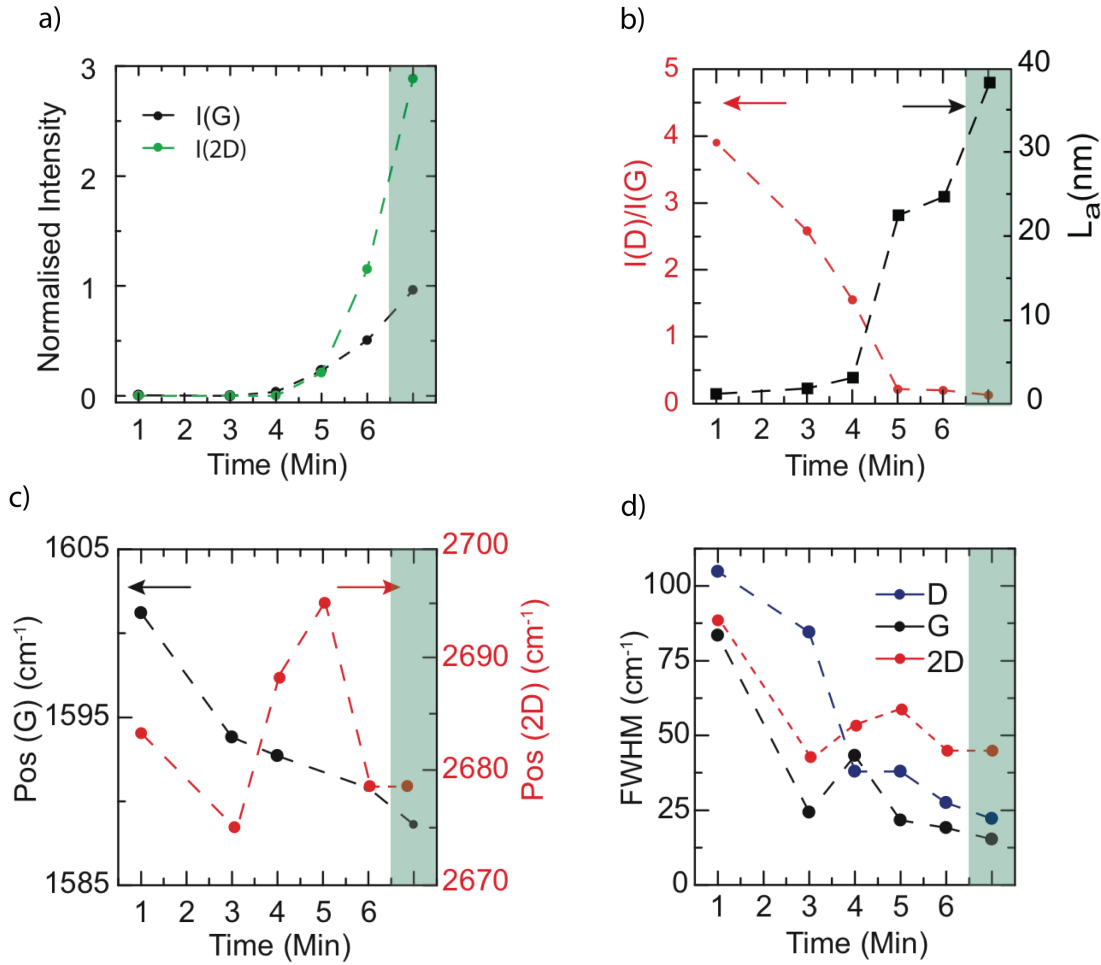 a)
3
2
1
0
Normalised Intensity
I(G)
I(2D)
1 2 3 4 5 6
Time (Min)
b)
5
4
3
2
1
0
I(D)/I(G)
40
30
20
10
0
La(nm)
1 2 3 4 5 6
Time (Min)
c)
1605
1595
1585
Pos (G) (cm⁻¹)
2700
2690
2680
2670
Pos (2D) (cm⁻¹)
1 2 3 4 5 6
Time (Min)
d)
100
75
50
25
0
FWHM (cm⁻¹)
D
G
2D
1 2 3 4 5 6
Time (Min)